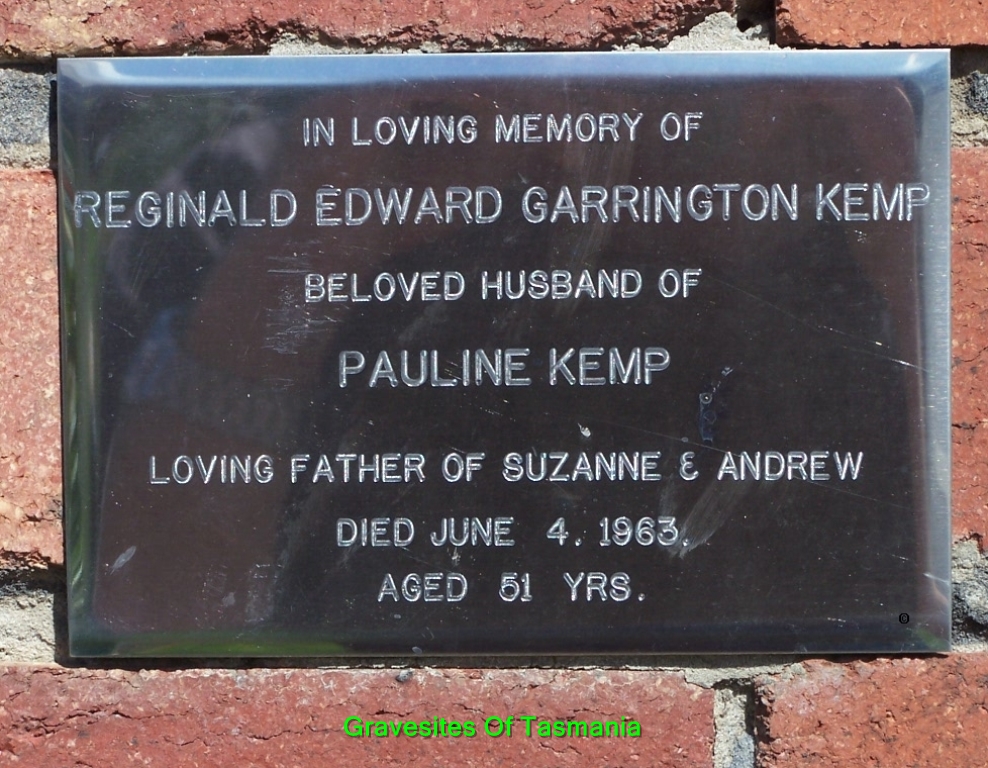 IN LOVING MEMORY OF
REGINALD EDWARD GARRINGTON KEMP
BELOVED HUSBAND OF
PAULINE KEMP
LOVING FATHER OF SUZANNE & ANDREW
DIED JUNE 4. 1963.
AGED 51 YRS.
Gravesites Of Tasmania